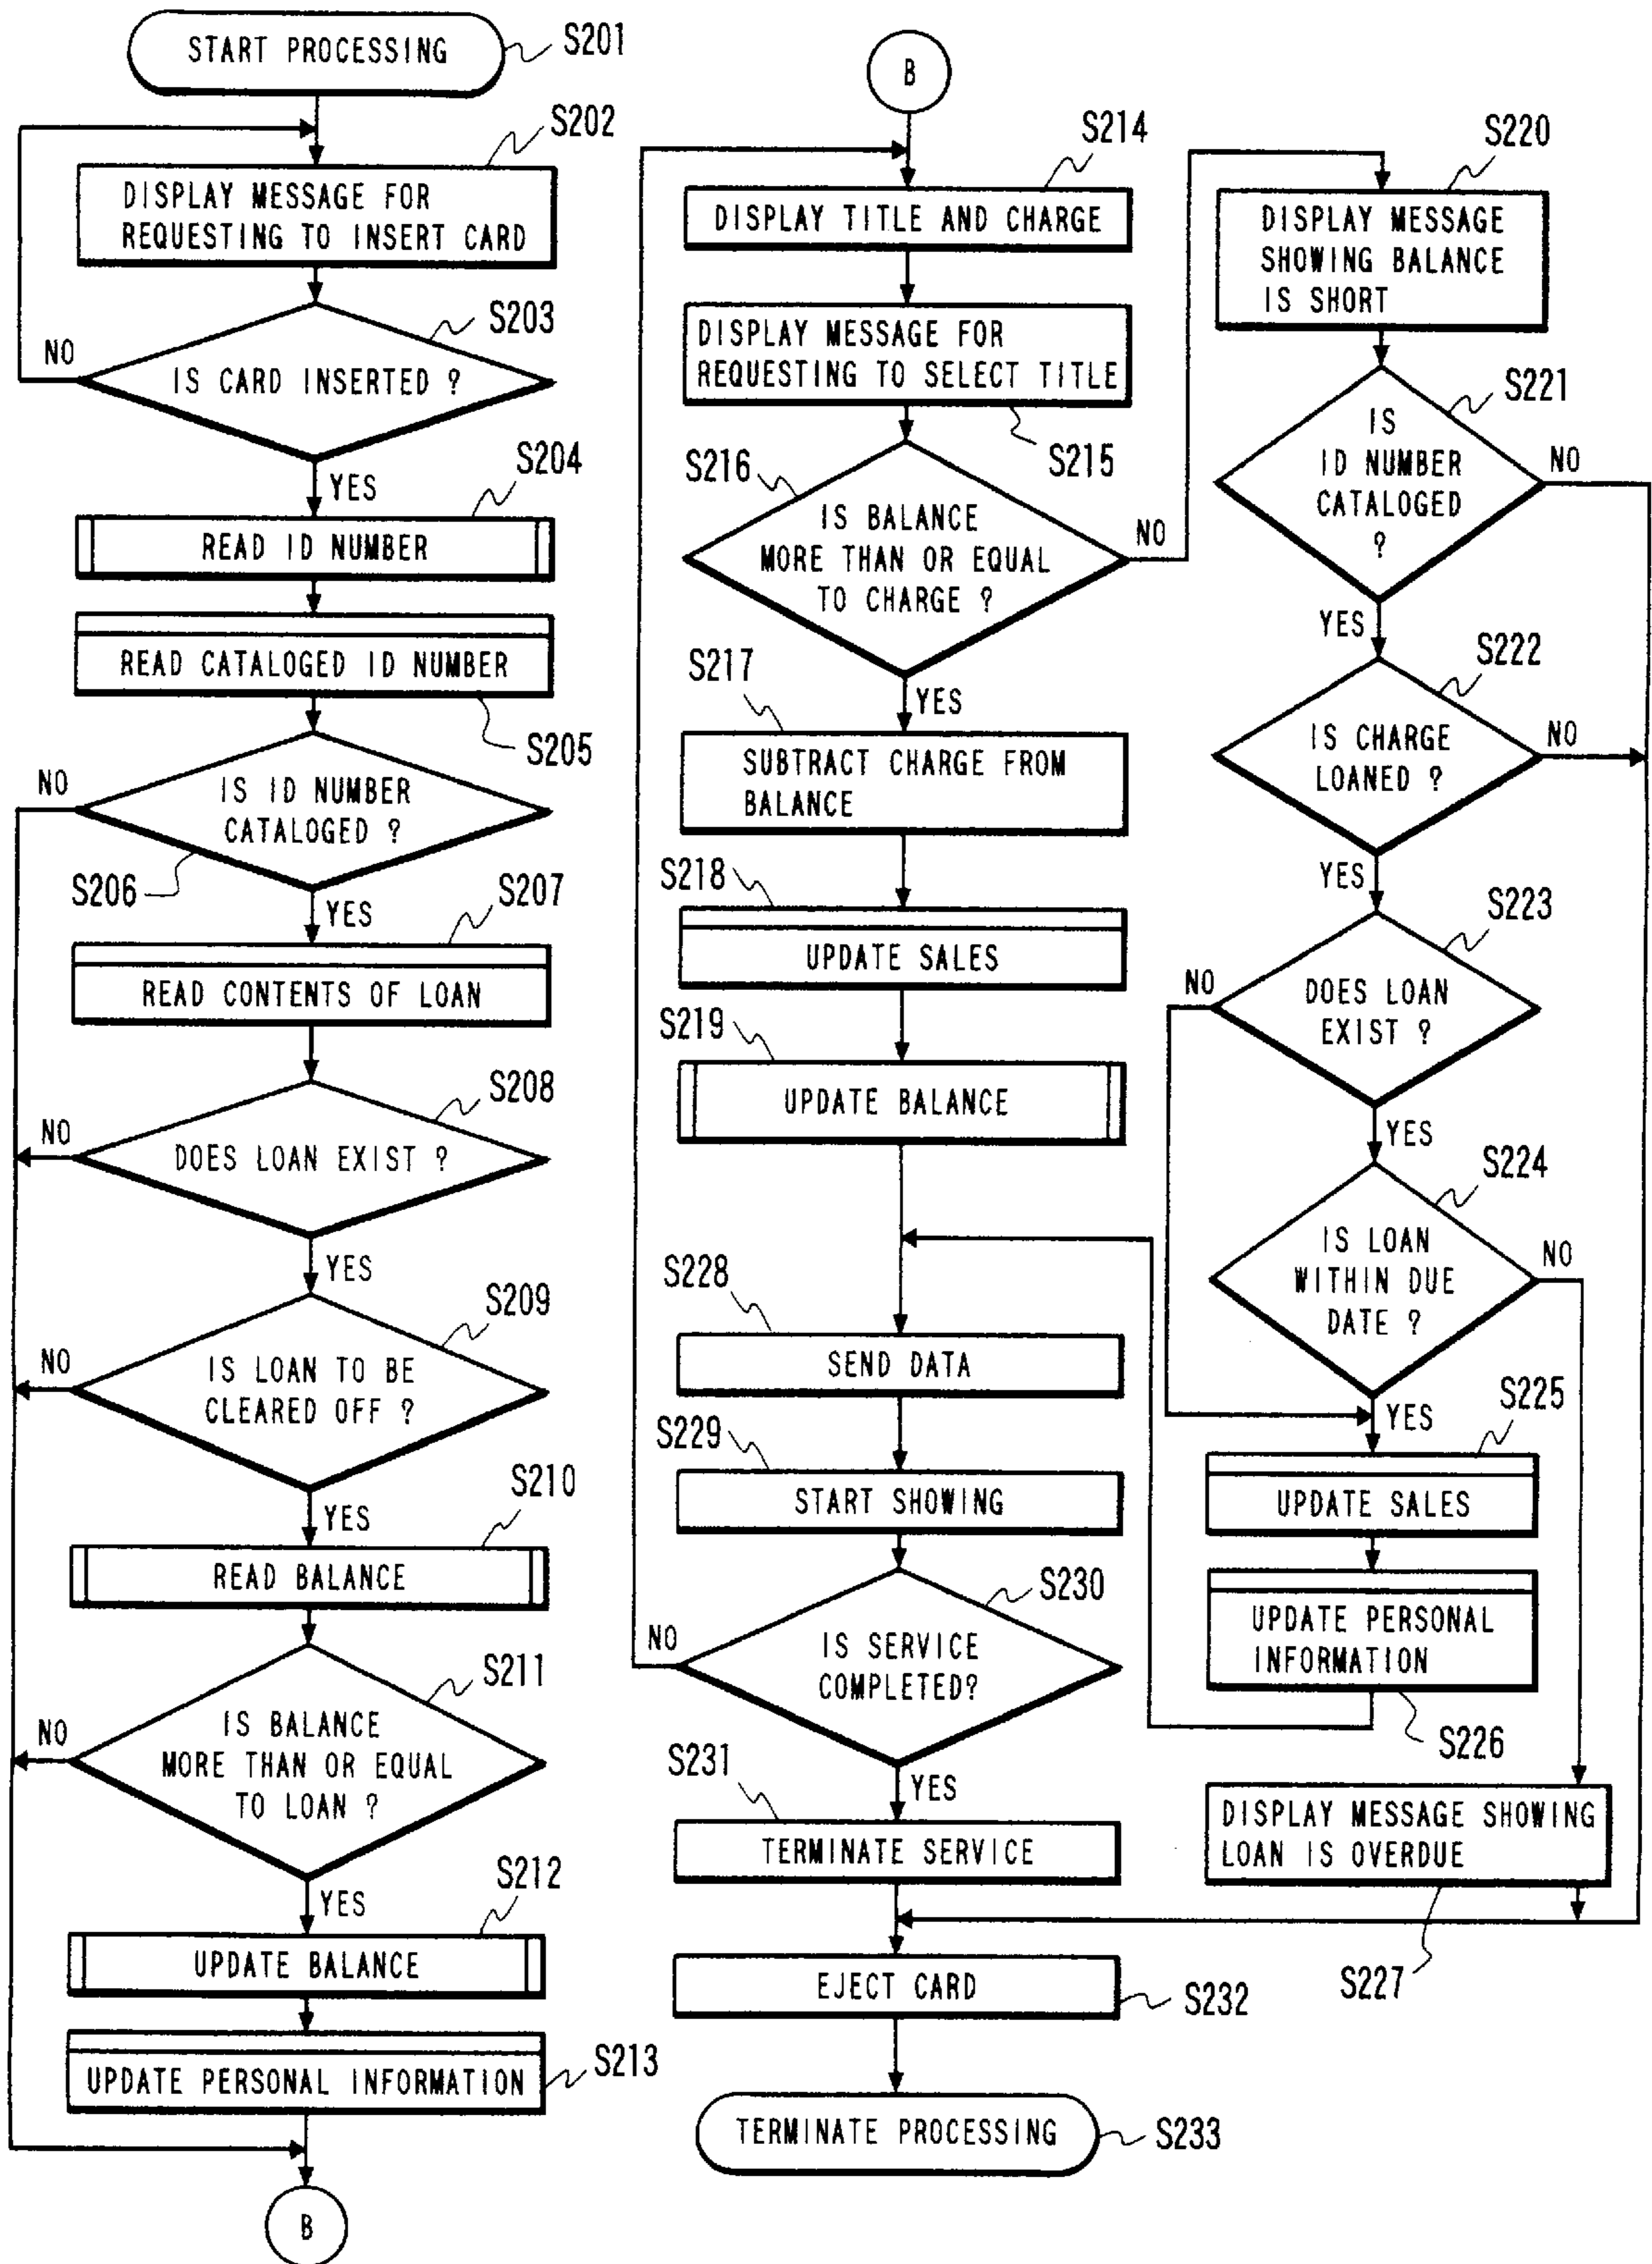 START PROCESSING
S201
S202
DISPLAY MESSAGE FOR
REQUESTING TO INSERT CARD
S203
NO
IS CARD INSERTED ?
YES
S204
READ ID NUMBER
READ CATALOGED ID NUMBER
S205
NO
IS ID NUMBER
CATALOGED ?
S206
YES
S207
READ CONTENTS OF LOAN
S208
NO
DOES LOAN EXIST ?
YES
S209
NO
IS LOAN TO BE
CLEARED OFF ?
YES
S210
READ BALANCE
S211
NO
IS BALANCE
MORE THAN OR EQUAL
TO LOAN ?
YES
S212
UPDATE BALANCE
UPDATE PERSONAL INFORMATION
S213
B
B
S214
DISPLAY TITLE AND CHARGE
DISPLAY MESSAGE FOR
REQUESTING TO SELECT TITLE
S215
S216
IS BALANCE
MORE THAN OR EQUAL
TO CHARGE ?
NO
YES
S217
SUBTRACT CHARGE FROM
BALANCE
S218
UPDATE SALES
S219
UPDATE BALANCE
S228
SEND DATA
S229
START SHOWING
S230
NO
IS SERVICE
COMPLETED?
YES
S231
TERMINATE SERVICE
EJECT CARD
S232
TERMINATE PROCESSING
S233
S220
DISPLAY MESSAGE
SHOWING BALANCE
IS SHORT
S221
IS
ID NUMBER
CATALOGED
?
NO
YES
S222
IS CHARGE
LOANED ?
NO
YES
S223
NO
DOES LOAN
EXIST ?
YES
S224
IS LOAN
WITHIN DUE
DATE ?
NO
YES
S225
UPDATE SALES
UPDATE PERSONAL
INFORMATION
S226
DISPLAY MESSAGE SHOWING
LOAN IS OVERDUE
S227